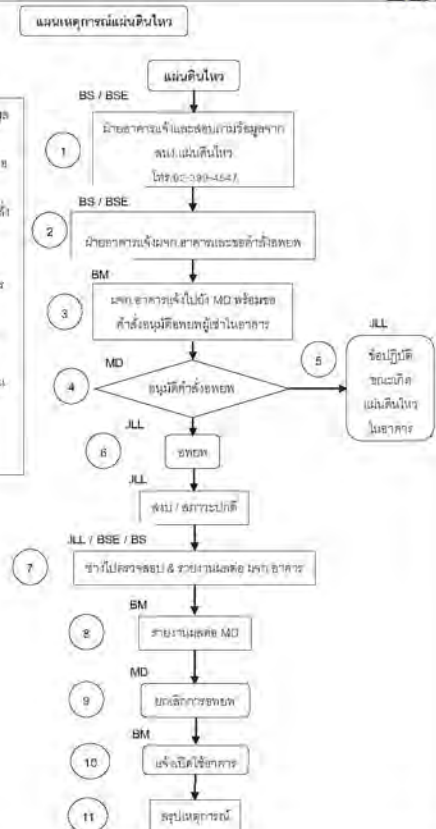 แผนเหตุการณ์แผ่นดินไหว
แผ่นดินไหว
BS / BSE
1
ฝ่ายอาคารแจ้งและสอบถามข้อมูลจาก
แผ่นดินไหว
BS / BSE
2
ฝ่ายอาคารแจ้งผจก.อาคารและขอคำสั่งอพยพ
BM
3
ผจก.อาคารแจ้งไปยัง MD พร้อมขอ
คำสั่งอนุมัติอพยพผู้เช่าในอาคาร
MD
4
อนุมัติคำสั่งอพยพ
5
JLL
ข้อปฏิบัติ
ขณะเกิด
แผ่นดินไหว
ในอาคาร
JLL
6
อพยพ
JLL
สงบ / สภาวะปกติ
JLL / BSE / BS
7
ช่างไปตรวจสอบ & รายงานผลต่อ ผจก.อาคาร
BM
8
รายงานผลต่อ MD
MD
9
ยกเลิกการอพยพ
BM
10
แจ้งเปิดใช้อาคาร
11
สรุปเหตุการณ์